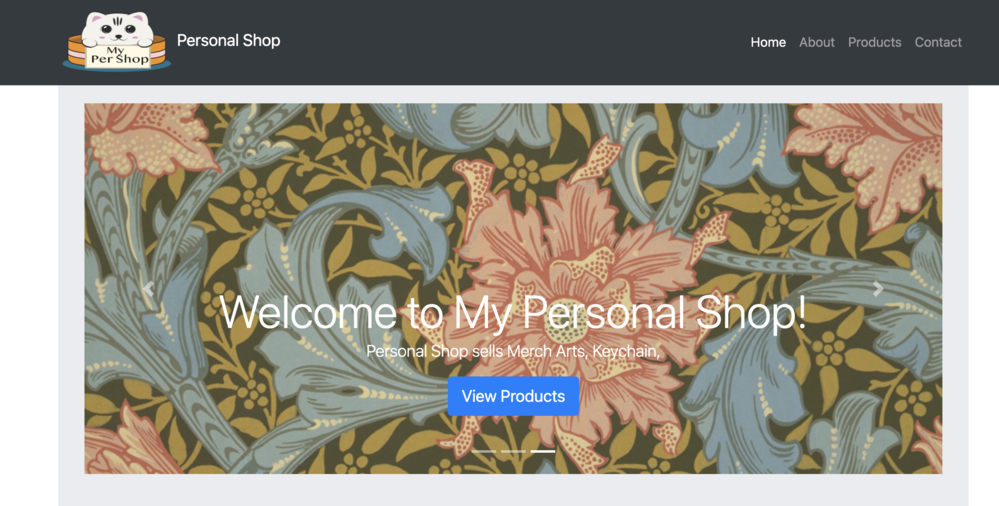 My
Per Shop
Personal Shop
Home About Products Contact
Welcome to My Personal Shop!
Personal Shop sells Merch Arts, Keychain,
View Products